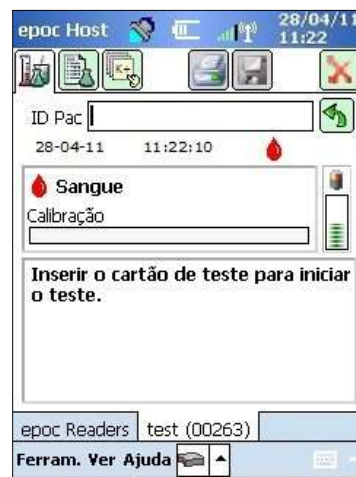 epoc Host 28/04/11
11:22
K+
ID Pac
28-04-11 11:22:10
Sangue
Calibração
Inserir o cartão de teste para iniciar
o teste.
epoc Readers test (00263)
Ferram. Ver Ajuda